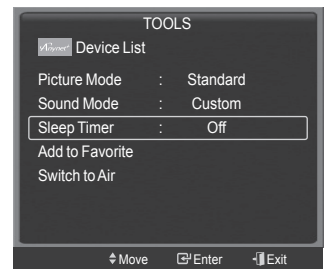 TOOLS
Anynet+ Device List
Picture Mode : Standard
Sound Mode : Custom
Sleep Timer : Off
Add to Favorite
Switch to Air
Move Enter Exit